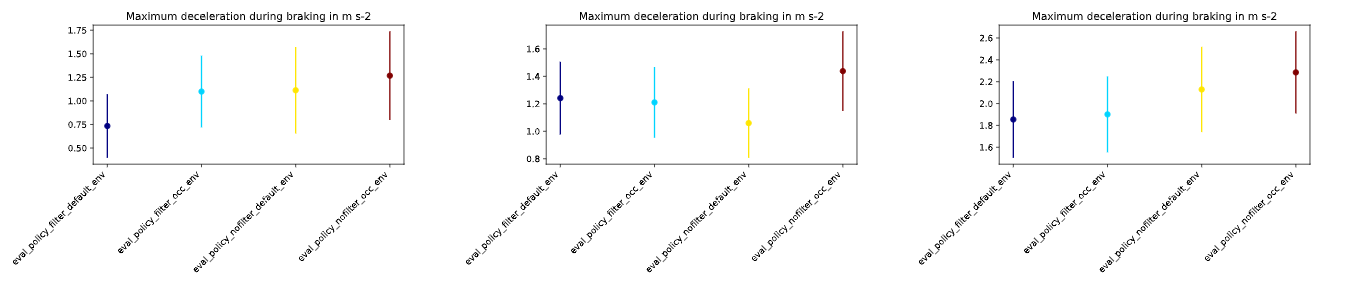 Maximum deceleration during braking in m s-2
1.75
1.50
1.25
1.00
0.75
0.50
eval_policy_filter_default_env
eval_policy_filter_occ_env
eval_policy_nofilter_default_env
eval_policy_nofilter_occ_env
Maximum deceleration during braking in m s-2
1.6
1.4
1.2
1.0
0.8
eval_policy_filter_default_env
eval_policy_filter_occ_env
eval_policy_nofilter_default_env
eval_policy_nofilter_occ_env
Maximum deceleration during braking in m s-2
2.6
2.4
2.2
2.0
1.8
1.6
eval_policy_filter_default_env
eval_policy_filter_occ_env
eval_policy_nofilter_default_env
eval_policy_nofilter_occ_env